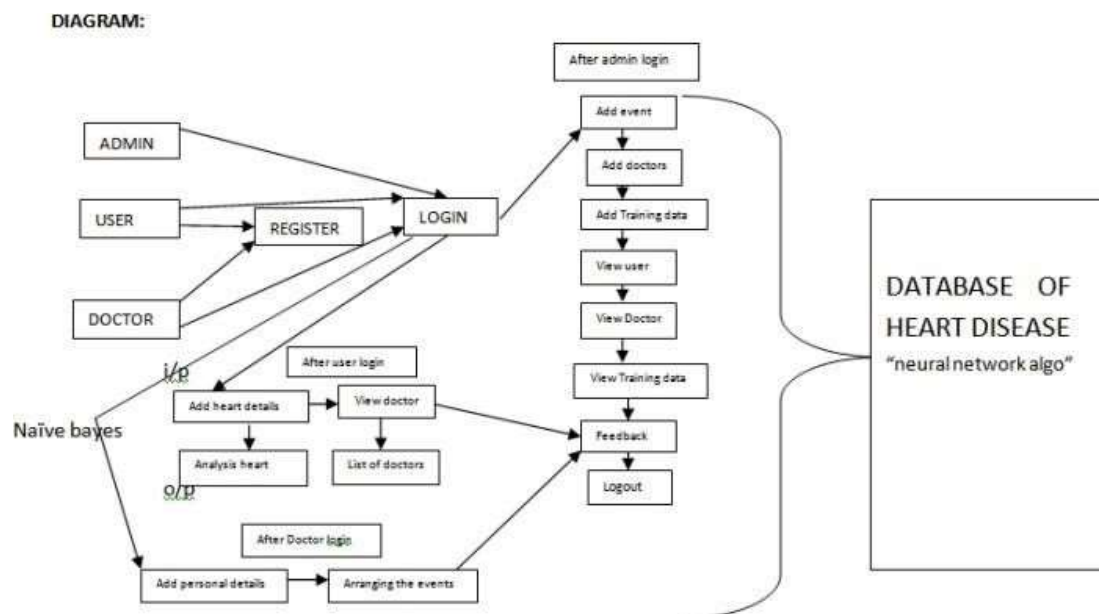 DIAGRAM:
After admin login
Add event
ADMIN
Add doctors
USER
REGISTER
LOGIN
Add Training data
View user
DOCTOR
View Doctor
DATABASE OF
HEART DISEASE
“neural network algo”
i/p
After user login
View Training data
Add heart details
View doctor
Naïve bayes
Feedback
Analysis heart
List of doctors
o/p
Logout
After Doctor login
Add personal details
Arranging the events